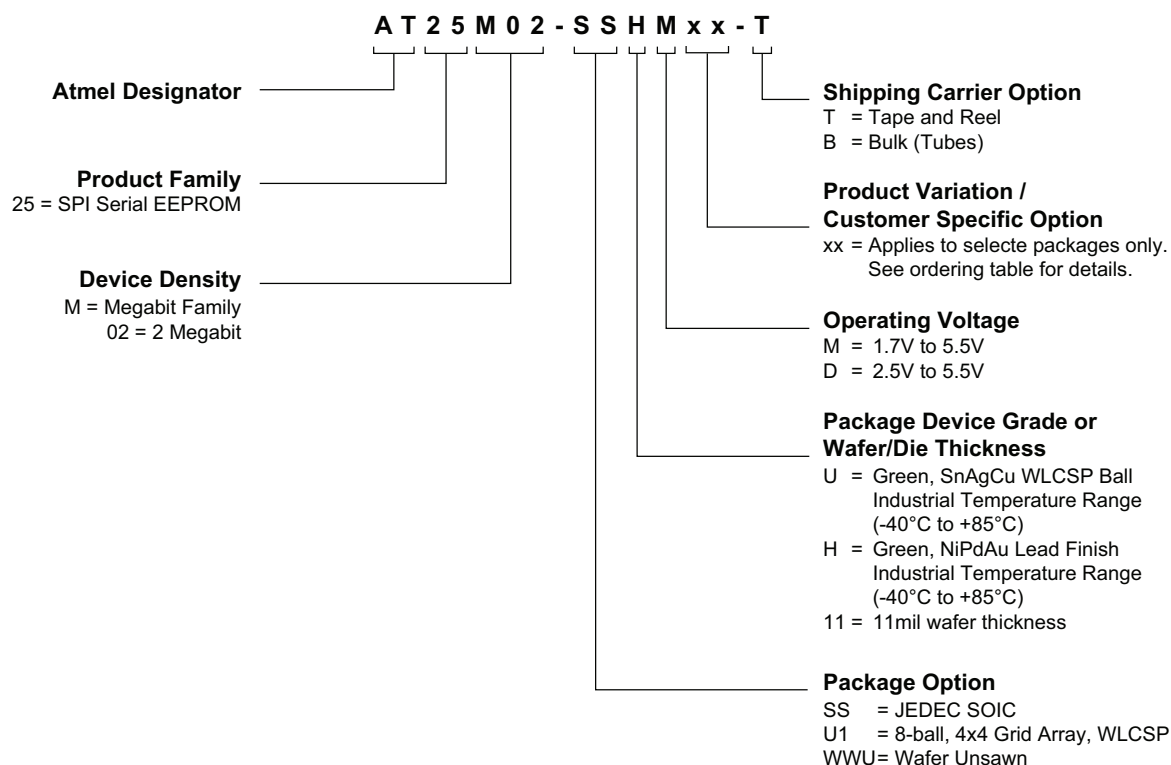 AT25M02-SSHMxx-T
Atmel Designator
Product Family
25 = SPI Serial EEPROM
Device Density
M = Megabit Family
02 = 2 Megabit
Shipping Carrier Option
T = Tape and Reel
B = Bulk (Tubes)
Product Variation /
Customer Specific Option
xx = Applies to selecte packages only.
See ordering table for details.
Operating Voltage
M = 1.7V to 5.5V
D = 2.5V to 5.5V
Package Device Grade or
Wafer/Die Thickness
U = Green, SnAgCu WLCSP Ball
Industrial Temperature Range
(-40°C to +85°C)
H = Green, NiPdAu Lead Finish
Industrial Temperature Range
(-40°C to +85°C)
11 = 11mil wafer thickness
Package Option
SS = JEDEC SOIC
U1 = 8-ball, 4x4 Grid Array, WLCSP
WWU= Wafer Unsawn